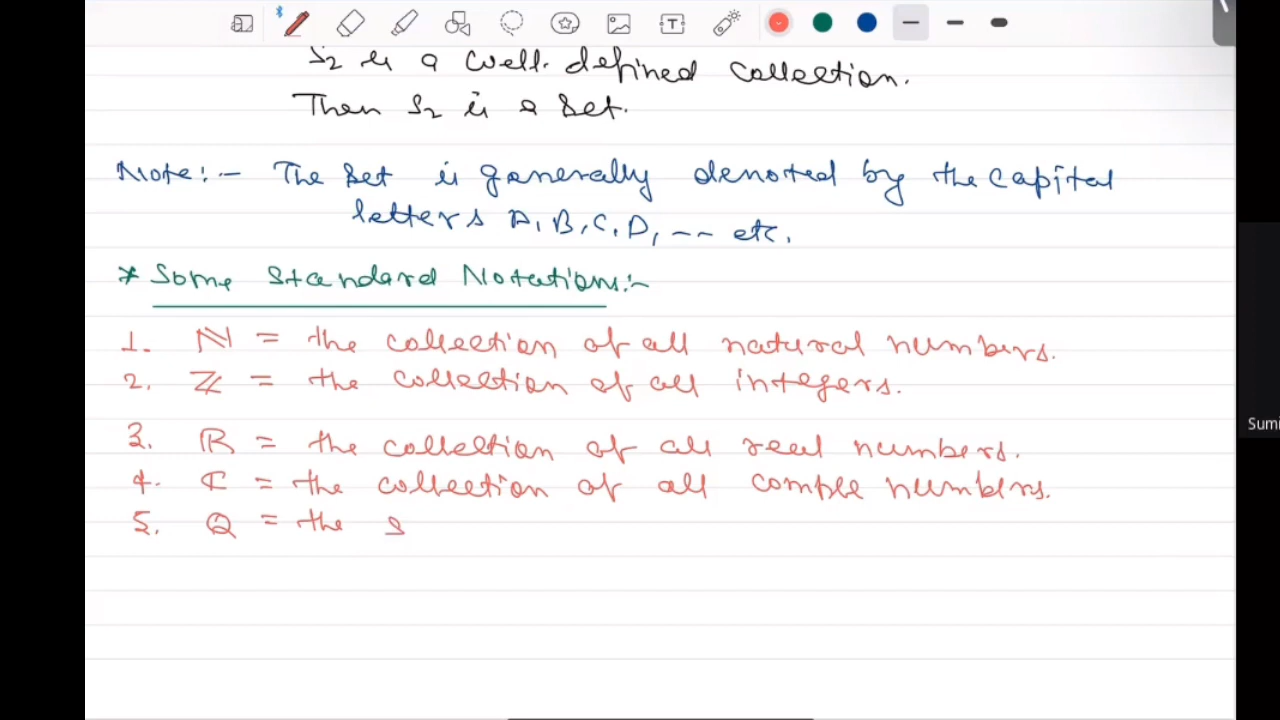 S₂ is a well-defined collection.
Then S₂ is a set.
Note:- The set is generally denoted by the capital
letters A, B, C, D, --- etc.
* Some Standard Notations:-
1. ℕ = the collection of all natural numbers.
2. ℤ = the collection of all integers.
3. ℝ = the collection of all real numbers.
4. ℂ = the collection of all comple numbers.
5. ℚ = the s
Sumi